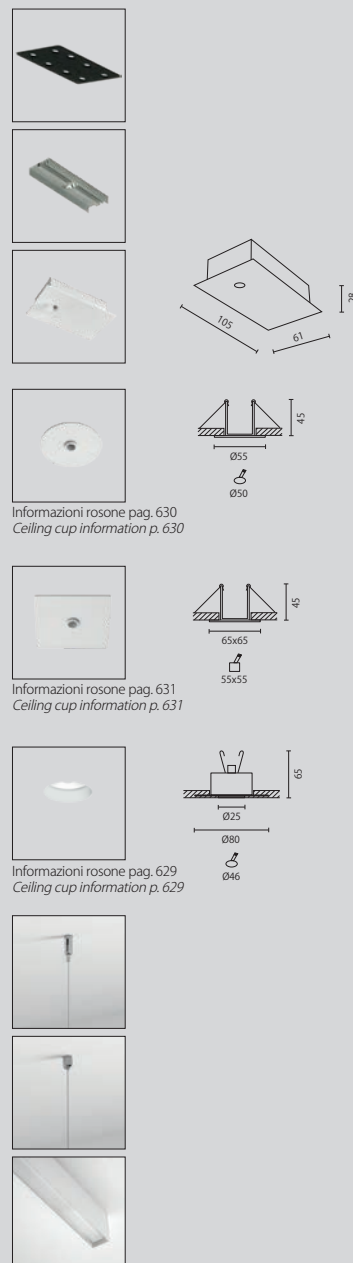 28
105
61
45
Ø55
Ø50
Informazioni rosone pag. 630
Ceiling cup information p. 630
45
65x65
55x55
Informazioni rosone pag. 631
Ceiling cup information p. 631
65
Ø25
Ø80
Ø46
Informazioni rosone pag. 629
Ceiling cup information p. 629